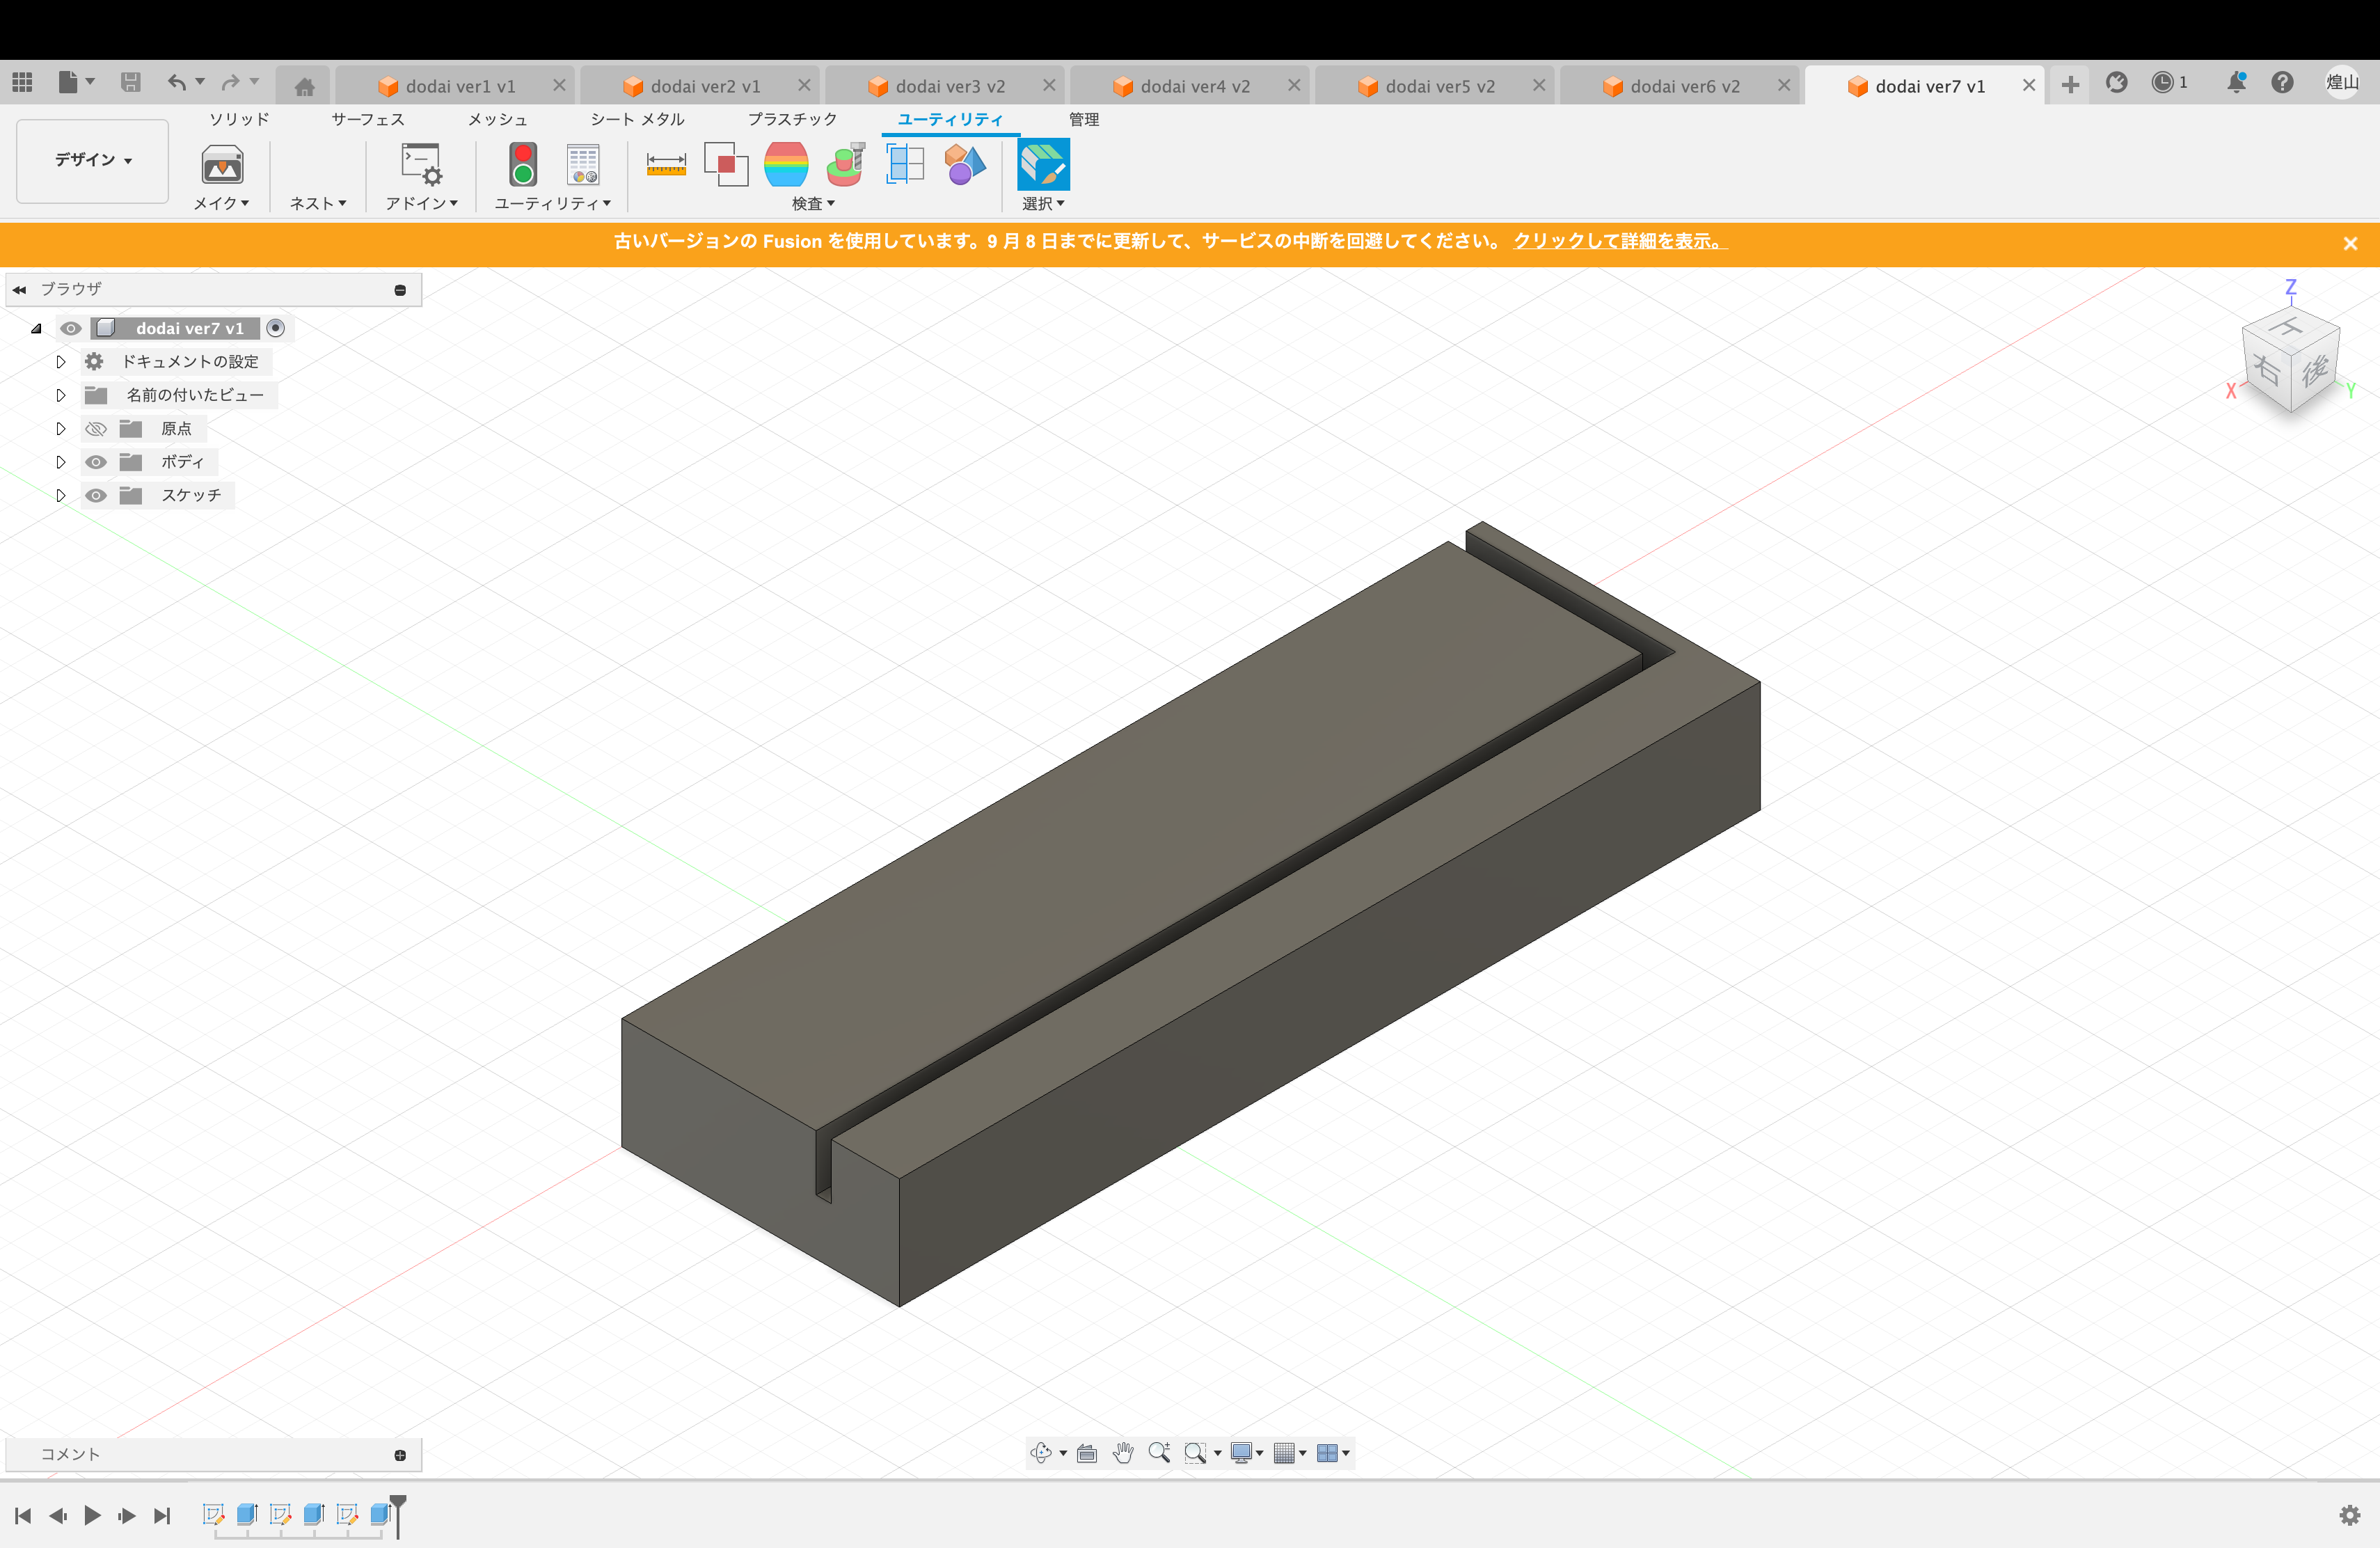 dodai ver1 v1
dodai ver2 v1
dodai ver3 v2
dodai ver4 v2
dodai ver5 v2
dodai ver6 v2
dodai ver7 v1
1
煌山
デザイン
ソリッド
サーフェス
メッシュ
シート メタル
プラスチック
ユーティリティ
管理
メイク
ネスト
アドイン
ユーティリティ
検査
選択
古いバージョンの Fusion を使用しています。9 月 8 日までに更新して、サービスの中断を回避してください。 クリックして詳細を表示。
ブラウザ
dodai ver7 v1
ドキュメントの設定
名前の付いたビュー
原点
ボディ
スケッチ
Z
上
右
後
X
Y
コメント